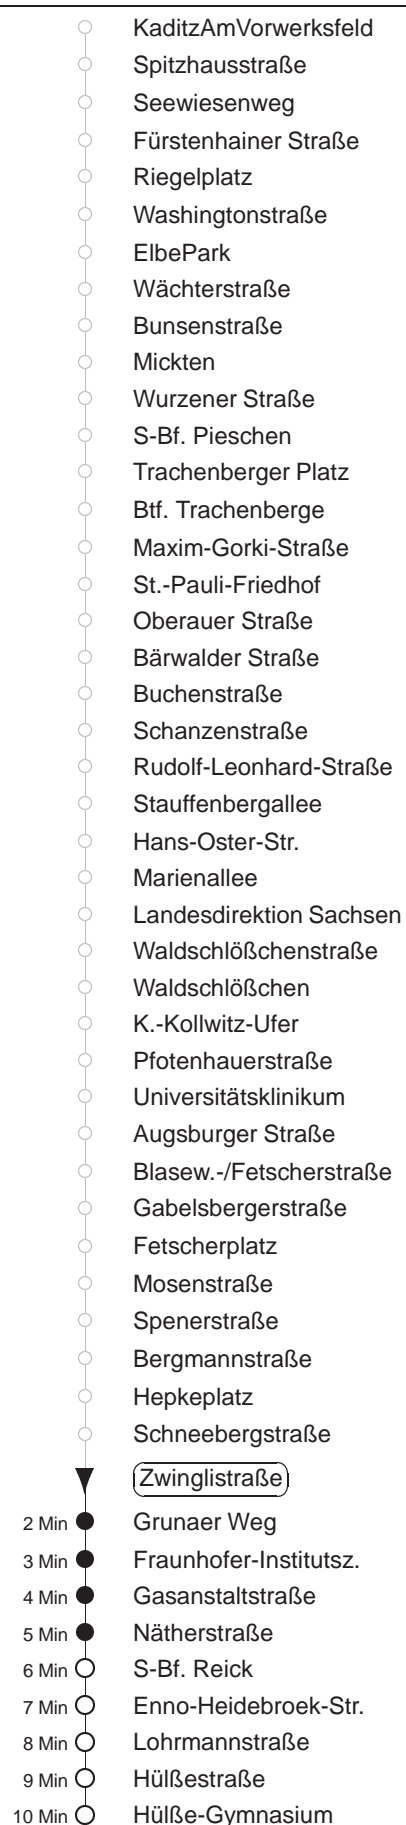 KaditzAmVorwerksfeld
Spitzhausstraße
Seewiesenweg
Fürstenhainer Straße
Riegelplatz
Washingtonstraße
ElbePark
Wächterstraße
Bunsenstraße
Mickten
Wurzener Straße
S-Bf. Pieschen
Trachenberger Platz
Btf. Trachenberge
Maxim-Gorki-Straße
St.-Pauli-Friedhof
Oberauer Straße
Bärwalder Straße
Buchenstraße
Schanzenstraße
Rudolf-Leonhard-Straße
Stauffenbergallee
Hans-Oster-Str.
Marienallee
Landesdirektion Sachsen
Waldschlößchenstraße
Waldschlößchen
K.-Kollwitz-Ufer
Pfotenhauerstraße
Universitätsklinikum
Augsburger Straße
Blasew.-/Fetscherstraße
Gabelsbergerstraße
Fetscherplatz
Mosenstraße
Spenerstraße
Bergmannstraße
Hepkeplatz
Schneebergstraße
Zwinglistraße
2 Min Grunaer Weg
3 Min Fraunhofer-Institutsz.
4 Min Gasanstaltstraße
5 Min Nätherstraße
6 Min S-Bf. Reick
7 Min Enno-Heidebroek-Str.
8 Min Lohrmannstraße
9 Min Hülßestraße
10 Min Hülße-Gymnasium